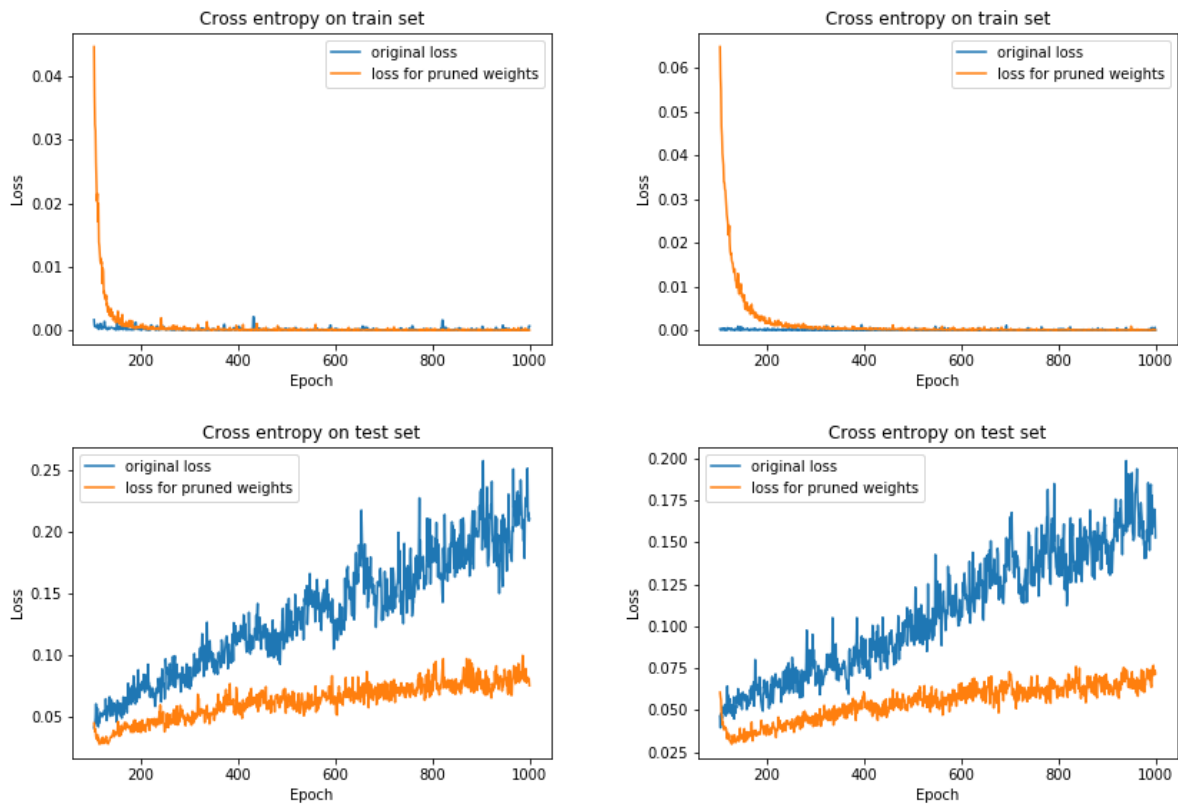 Cross entropy on train set
original loss
loss for pruned weights
0.04
0.03
0.02
0.01
0.00
Loss
200
400
600
800
1000
Epoch
Cross entropy on train set
original loss
loss for pruned weights
0.06
0.05
0.04
0.03
0.02
0.01
0.00
Loss
200
400
600
800
1000
Epoch
Cross entropy on test set
original loss
loss for pruned weights
0.25
0.20
0.15
0.10
0.05
Loss
200
400
600
800
1000
Epoch
Cross entropy on test set
original loss
loss for pruned weights
0.200
0.175
0.150
0.125
0.100
0.075
0.050
0.025
Loss
200
400
600
800
1000
Epoch